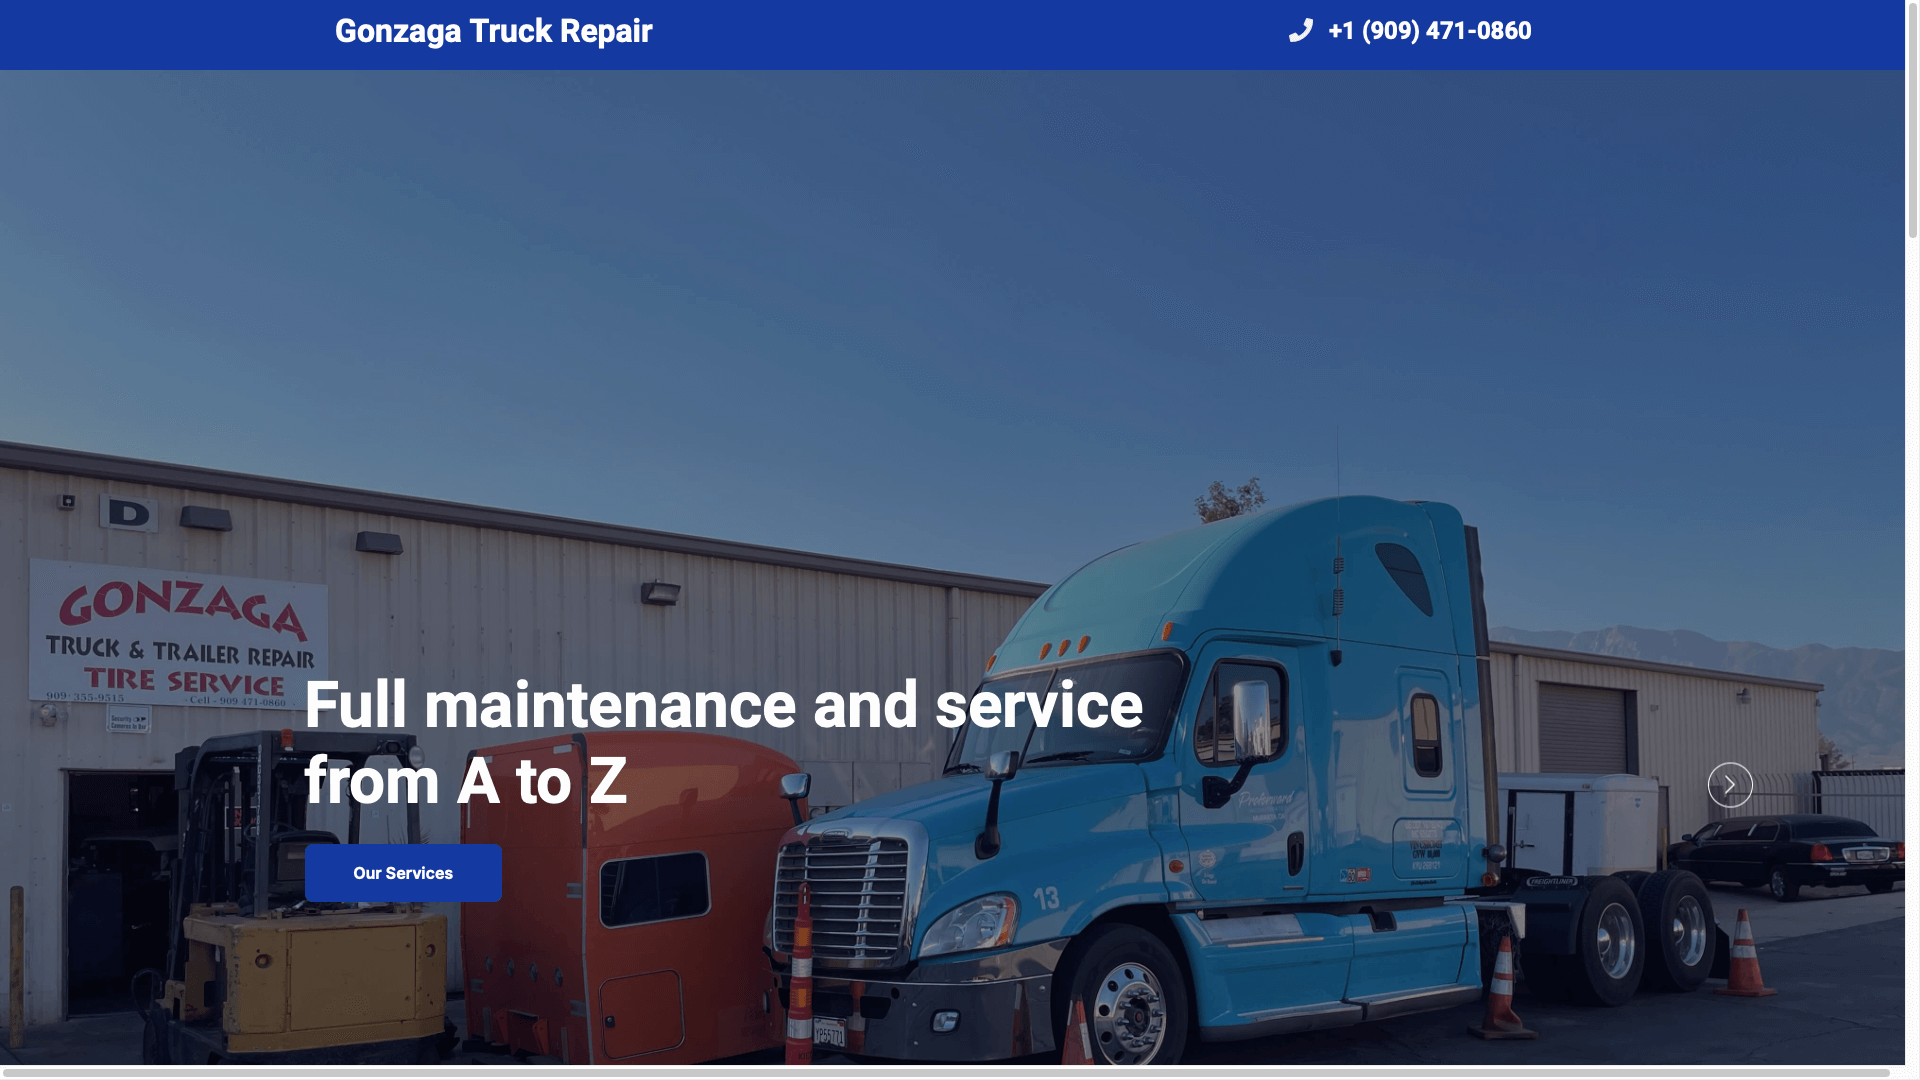 Gonzaga Truck Repair
+1 (909) 471-0860
D
GONZAGA
TRUCK & TRAILER REPAIR
TIRE SERVICE
909- 355-9515
- Cell - 909 471-0860 -
Full maintenance and service
from A to Z
Our Services
13
FREIGHTLINER